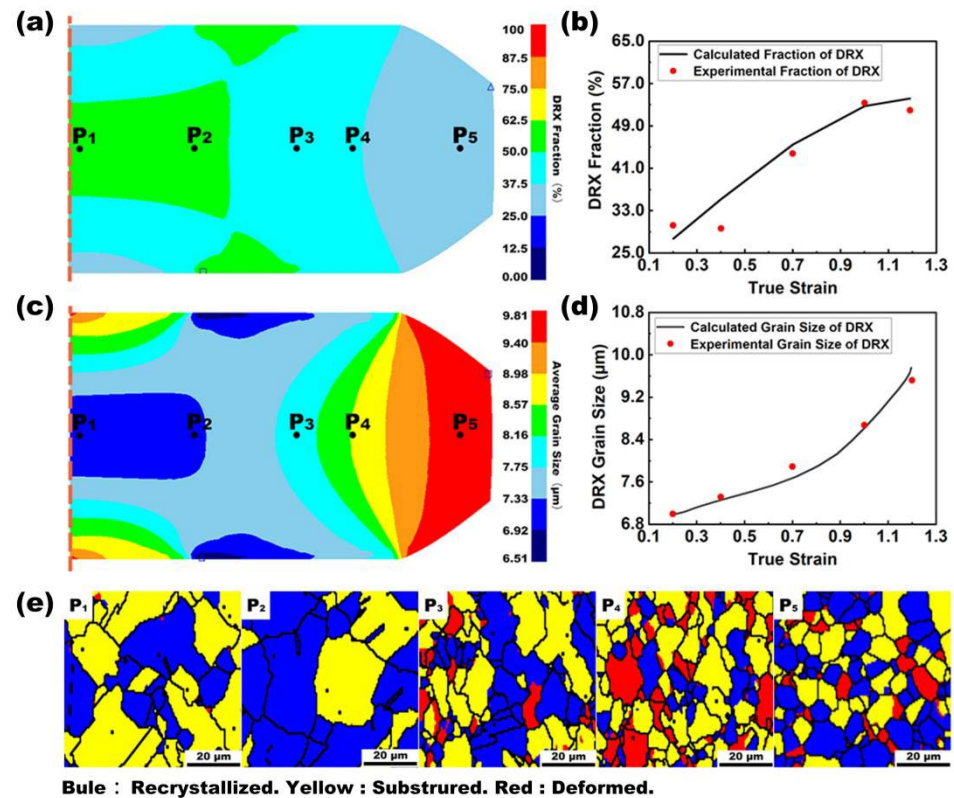 (a)
P₁
P₂
P₃
P₄
P₅
100
87.5
75.0
62.5
50.0
37.5
25.0
12.5
0.00
DRX Fraction (%)
(b)
65.0
57.0
49.0
41.0
33.0
25.0
DRX Fraction (%)
Calculated Fraction of DRX
Experimental Fraction of DRX
0.1 0.3 0.5 0.7 0.9 1.1 1.3
True Strain
(c)
P₁
P₂
P₃
P₄
P₅
9.81
9.40
8.98
8.57
8.16
7.75
7.33
6.92
6.51
Average Grain Size (μm)
(d)
10.8
10.0
9.2
8.4
7.6
6.8
DRX Grain Size (μm)
Calculated Grain Size of DRX
Experimental Grain Size of DRX
0.1 0.3 0.5 0.7 0.9 1.1 1.3
True Strain
(e)
P₁
P₂
P₃
P₄
P₅
20 μm
20 μm
20 μm
20 μm
20 μm
Bule : Recrystallized. Yellow : Substrured. Red : Deformed.